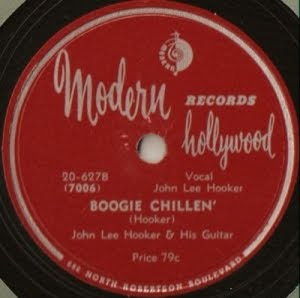 Modern
RECORDS
hollywood
20-627B
Vocal
(7006)
John Lee Hooker
BOOGIE CHILLEN'
(Hooker)
John Lee Hooker & His Guitar
Price 79c
NORTH ROBERTSON BOULEVARD